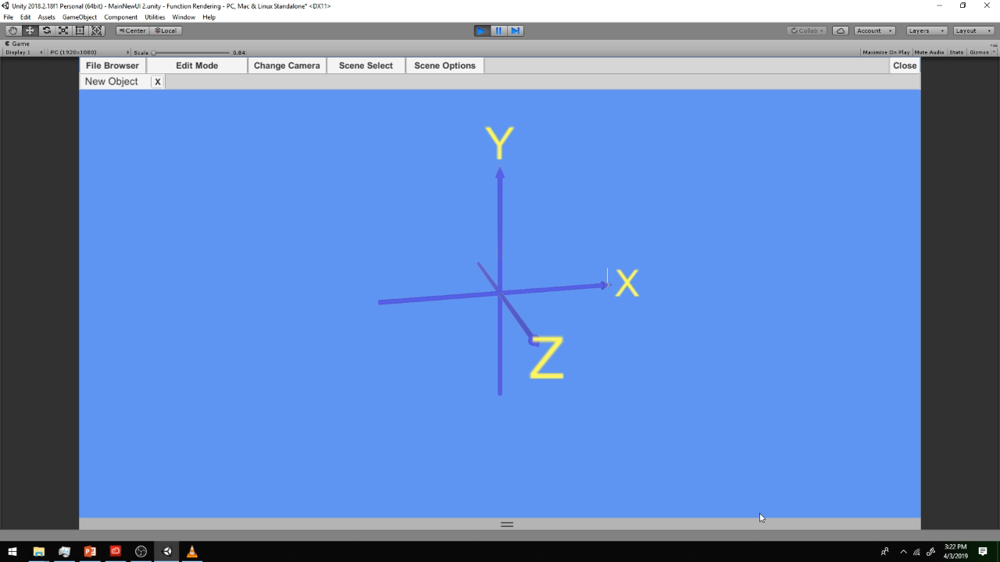 Unity 2018.2.18f1 Personal (64bit) - MainNewUI 2.unity - Function Rendering - PC, Mac & Linux Standalone* <DX11>
File Edit Assets GameObject Component Utilities Window Help
Center Local Collab Account Layers Layout
Game
Display 1 PC (1920x1080) Scale 0.84 Maximize On Play Mute Audio Stats Gizmos
File Browser Edit Mode Change Camera Scene Select Scene Options Close
New Object X
Y
X
Z
3:22 PM
4/3/2019